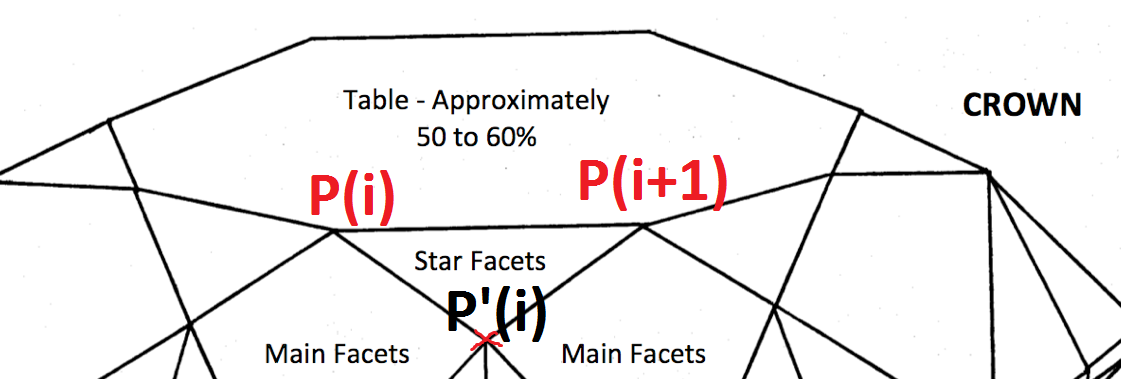 Table - Approximately
50 to 60%
CROWN
P(i)
P(i+1)
Star Facets
P'(i)
Main Facets
Main Facets